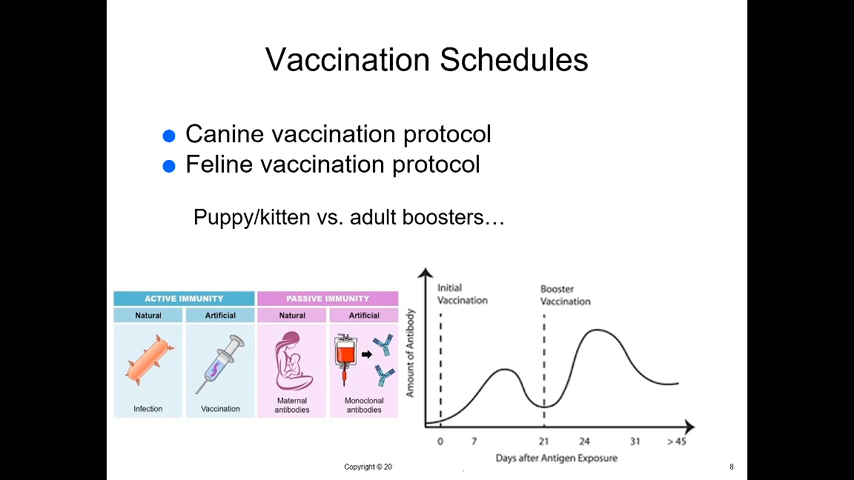 Vaccination Schedules
Canine vaccination protocol
Feline vaccination protocol
Puppy/kitten vs. adult boosters…
ACTIVE IMMUNITY
PASSIVE IMMUNITY
Natural
Artificial
Natural
Artificial
Infection
Vaccination
Maternal
antibodies
Monoclonal
antibodies
Initial
Vaccination
Booster
Vaccination
Amount of Antibody
0 7 21 24 31 > 45
Days after Antigen Exposure
Copyright © 20
8